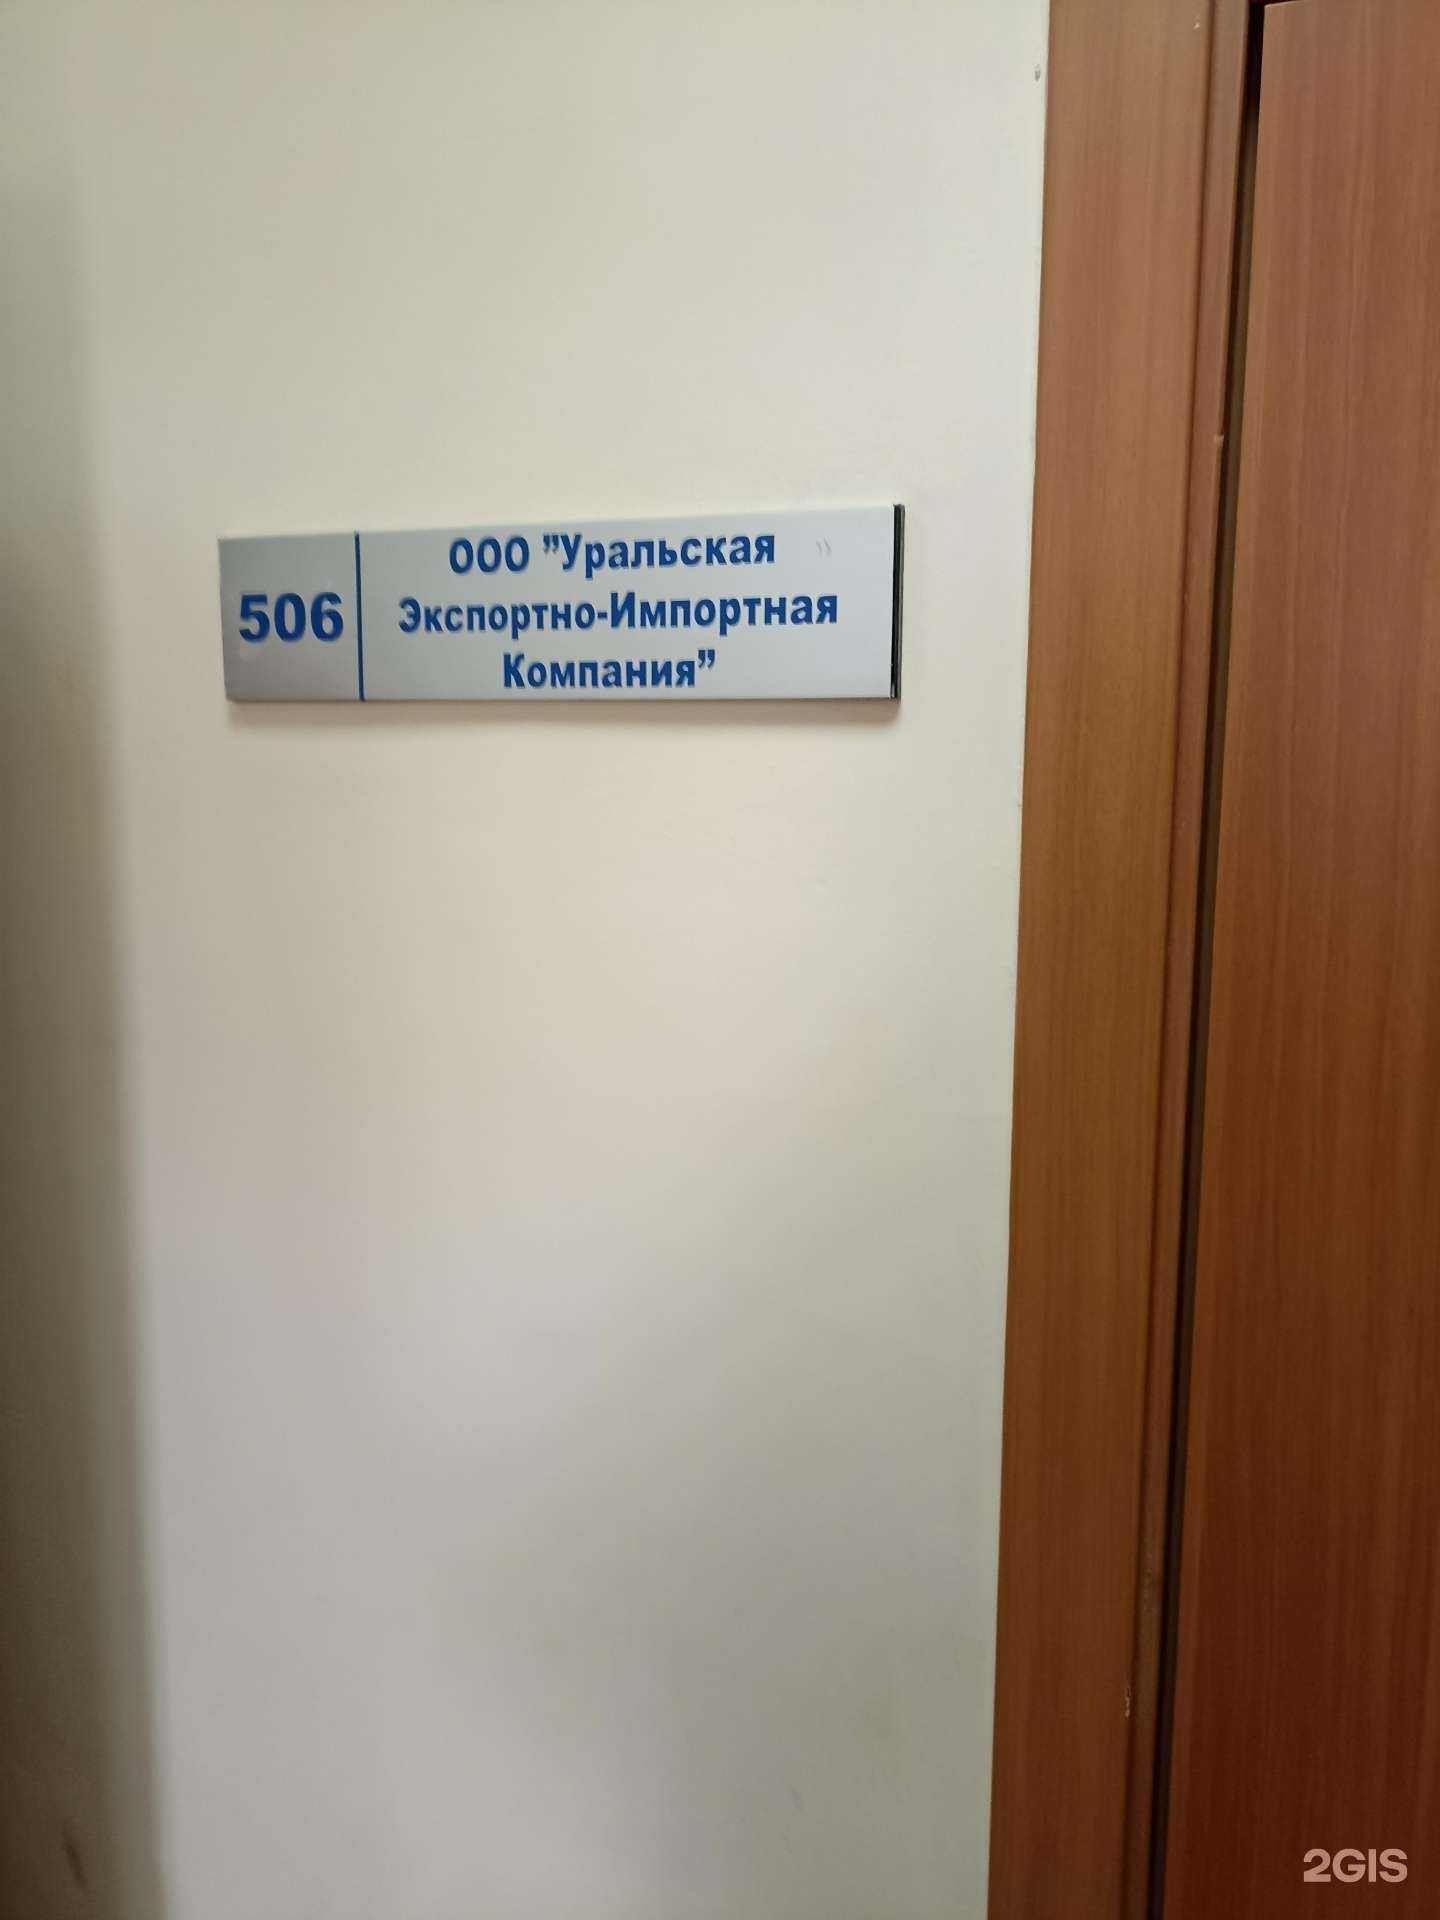 506
ООО ”Уральская
Экспортно-Импортная
Компания”
2GIS